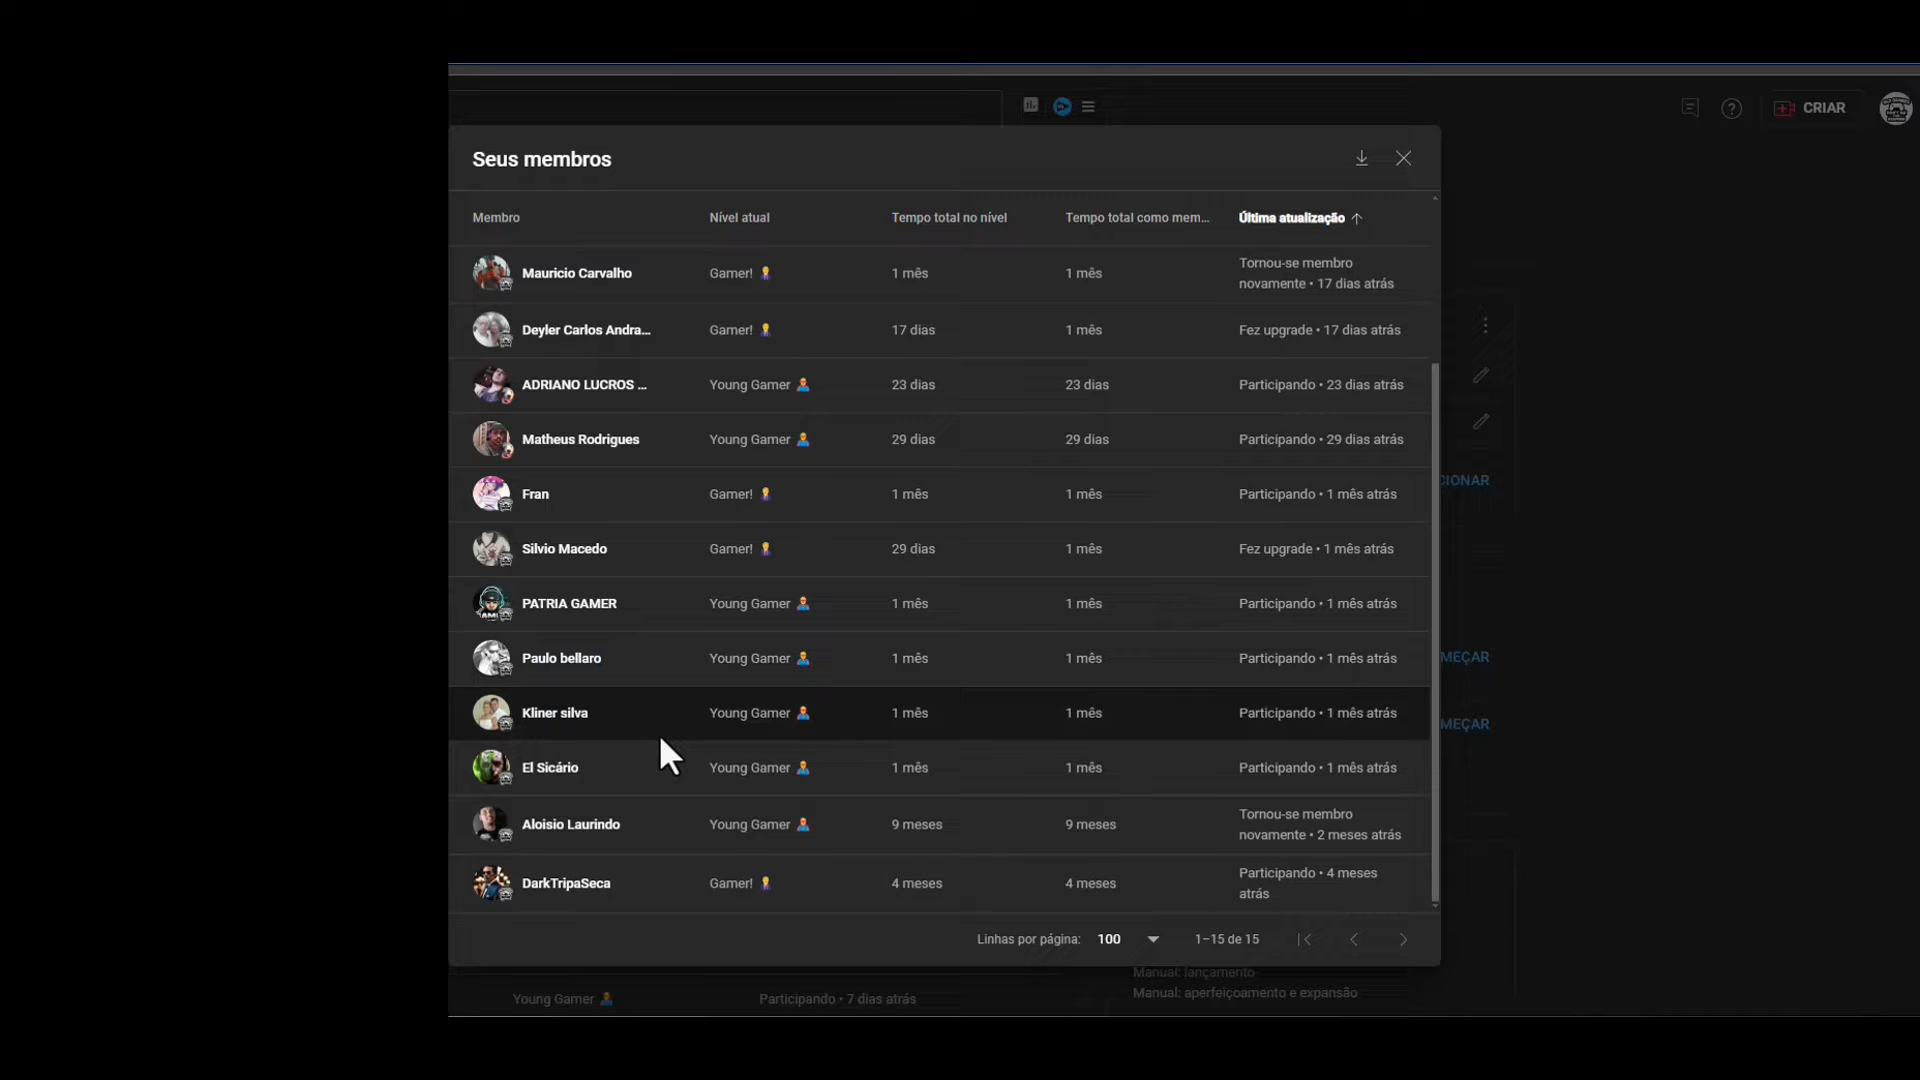 CRIAR
Seus membros
Membro Nível atual Tempo total no nível Tempo total como mem... Última atualização
Mauricio Carvalho Gamer! 1 mês 1 mês Tornou-se membro
novamente • 17 dias atrás
Deyler Carlos Andra... Gamer! 17 dias 1 mês Fez upgrade • 17 dias atrás
ADRIANO LUCROS ... Young Gamer 23 dias 23 dias Participando • 23 dias atrás
Matheus Rodrigues Young Gamer 29 dias 29 dias Participando • 29 dias atrás
Fran Gamer! 1 mês 1 mês Participando • 1 mês atrás
CIONAR
Silvio Macedo Gamer! 29 dias 1 mês Fez upgrade • 1 mês atrás
PATRIA GAMER Young Gamer 1 mês 1 mês Participando • 1 mês atrás
Paulo bellaro Young Gamer 1 mês 1 mês Participando • 1 mês atrás
MEÇAR
Kliner silva Young Gamer 1 mês 1 mês Participando • 1 mês atrás
MEÇAR
El Sicário Young Gamer 1 mês 1 mês Participando • 1 mês atrás
Aloisio Laurindo Young Gamer 9 meses 9 meses Tornou-se membro
novamente • 2 meses atrás
DarkTripaSeca Gamer! 4 meses 4 meses Participando • 4 meses
atrás
Linhas por página: 100 1–15 de 15
Manual: lançamento
Manual: aperfeiçoamento e expansão
Young Gamer Participando • 7 dias atrás